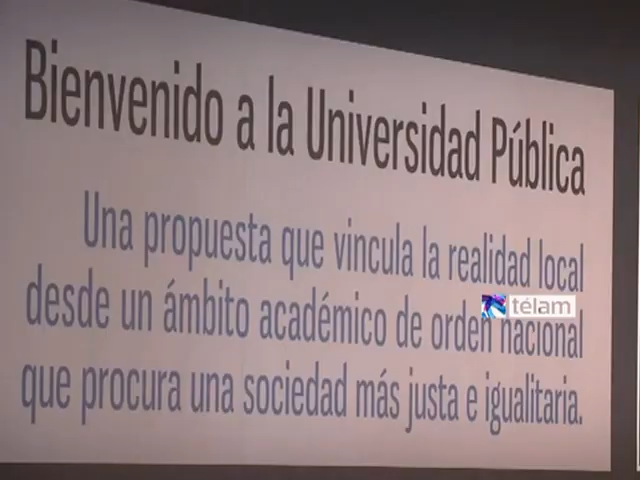 Bienvenido a la Universidad Pública
Una propuesta que vincula la realidad local
desde un ámbito académico de orden nacional
que procura una sociedad más justa e igualitaria.
télam